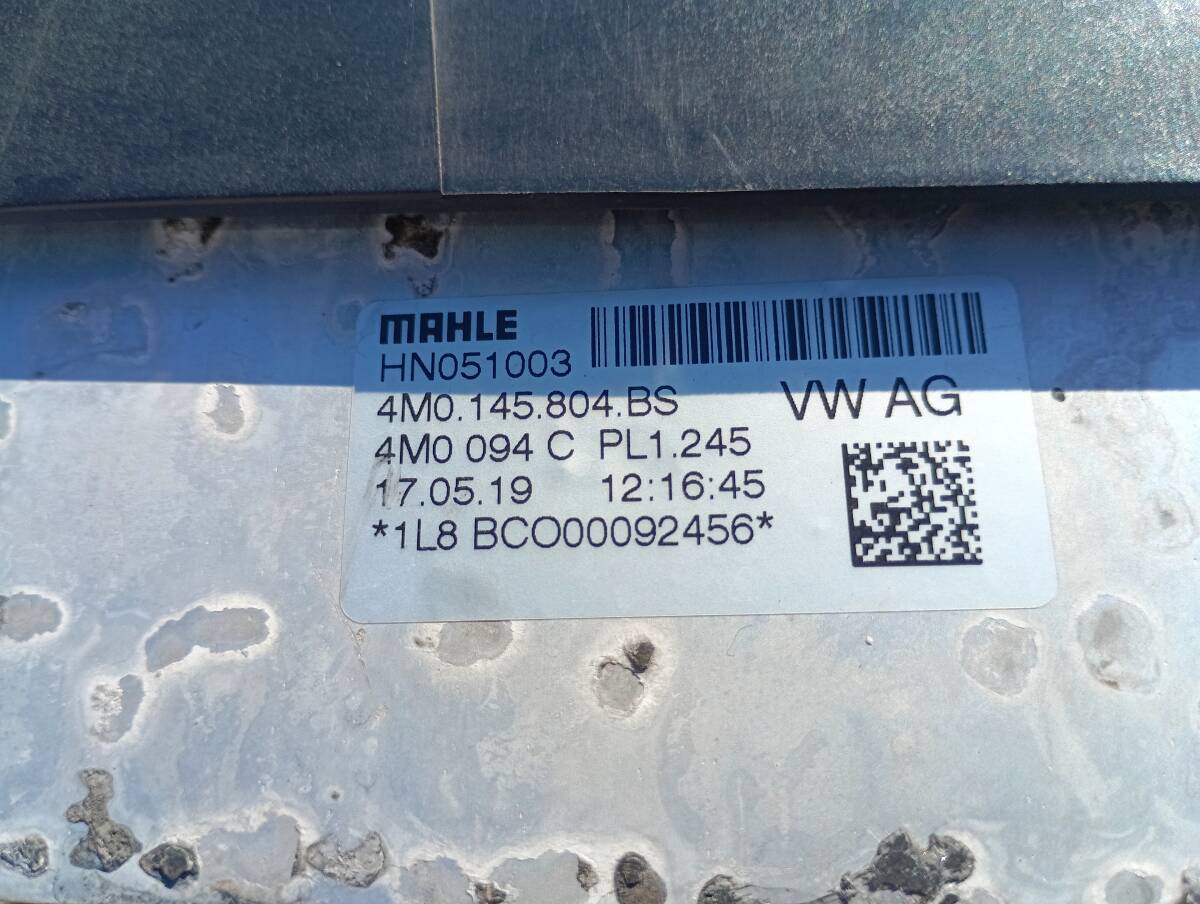 MAHLE
HN051003
4M0.145.804.BS VW AG
4M0 094 C PL1.245
17.05.19 12:16:45
*1L8 BCO00092456*